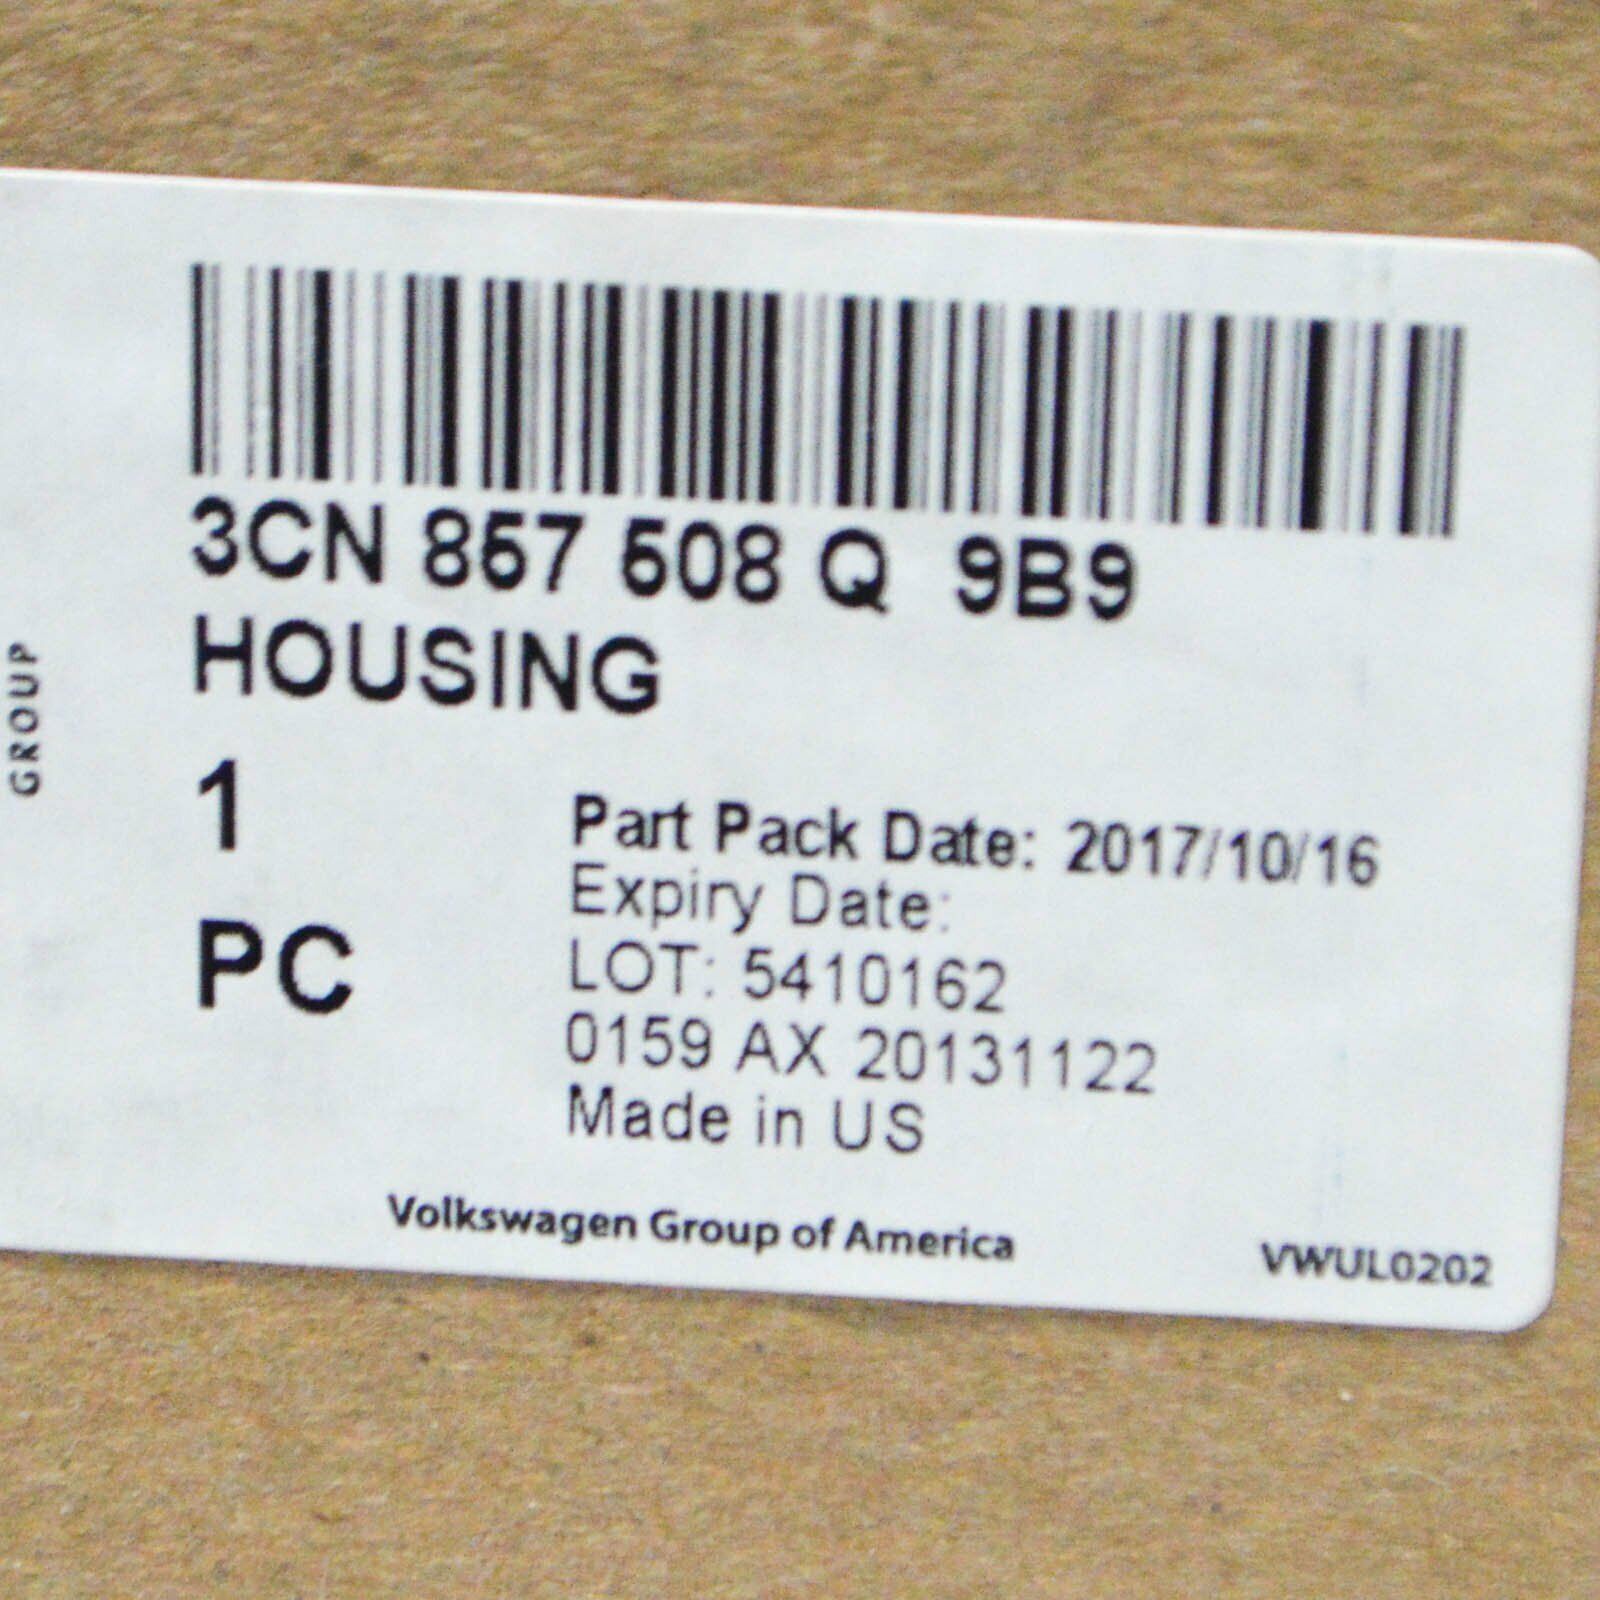 3CN 857 508 Q 9B9
HOUSING
1
PC
Part Pack Date: 2017/10/16
Expiry Date:
LOT: 5410162
0159 AX 20131122
Made in US
Volkswagen Group of America
VWUL0202
GROUP